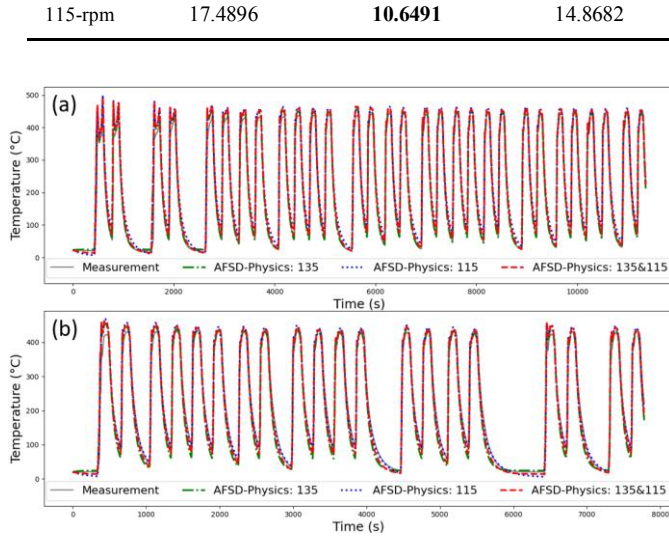 115-rpm 17.4896 10.6491 14.8682
(a)
Temperature (°C)
500
400
300
200
100
0
Measurement AFSD-Physics: 135 AFSD-Physics: 115 AFSD-Physics: 135&115
0 2000 4000 6000 8000 10000
Time (s)
(b)
Temperature (°C)
400
300
200
100
0
Measurement AFSD-Physics: 135 AFSD-Physics: 115 AFSD-Physics: 135&115
0 1000 2000 3000 4000 5000 6000 7000 8000
Time (s)